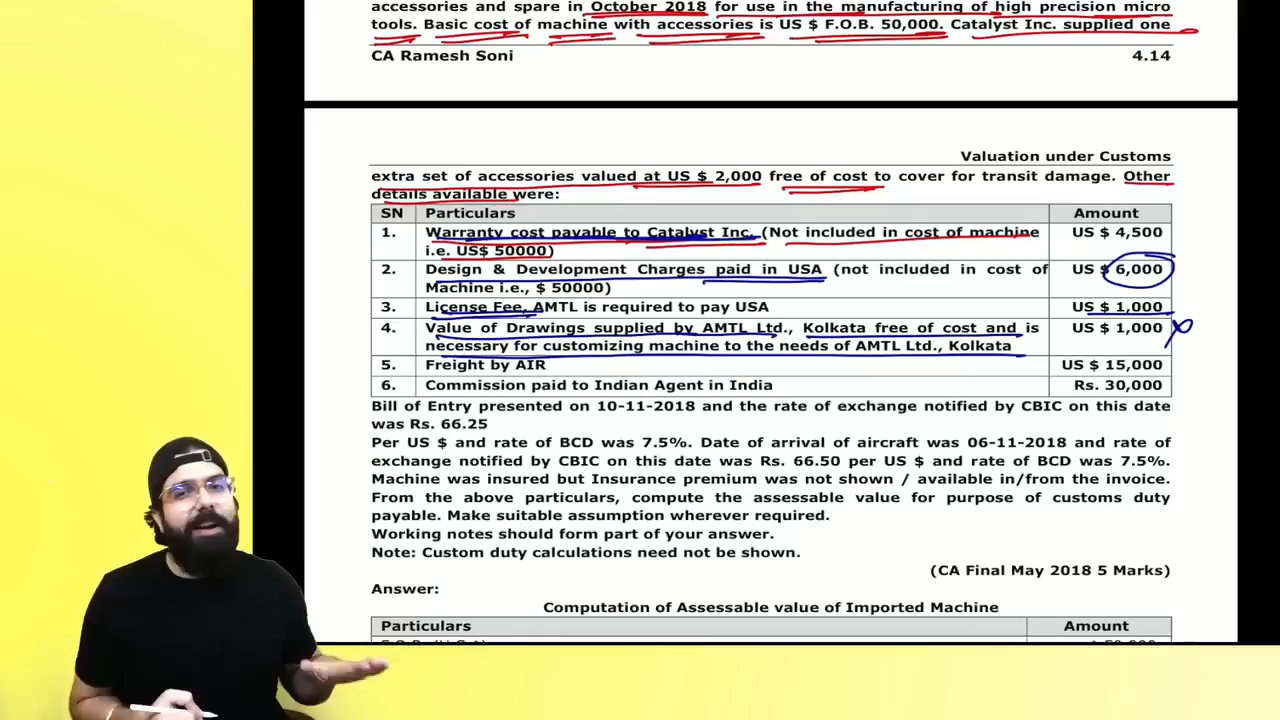 accessories and spare in October 2018 for use in the manufacturing of high precision micro
tools. Basic cost of machine with accessories is US $ F.O.B. 50,000. Catalyst Inc. supplied one
CA Ramesh Soni 4.14
Valuation under Customs
extra set of accessories valued at US $ 2,000 free of cost to cover for transit damage. Other
details available were:
SN Particulars Amount
1. Warranty cost payable to Catalyst Inc. (Not included in cost of machine US $ 4,500
i.e. US$ 50000)
2. Design & Development Charges paid in USA (not included in cost of US $ 6,000
Machine i.e., $ 50000)
3. License Fee, AMTL is required to pay USA US $ 1,000
4. Value of Drawings supplied by AMTL Ltd., Kolkata free of cost and is US $ 1,000
necessary for customizing machine to the needs of AMTL Ltd., Kolkata
5. Freight by AIR US $ 15,000
6. Commission paid to Indian Agent in India Rs. 30,000
Bill of Entry presented on 10-11-2018 and the rate of exchange notified by CBIC on this date
was Rs. 66.25
Per US $ and rate of BCD was 7.5%. Date of arrival of aircraft was 06-11-2018 and rate of
exchange notified by CBIC on this date was Rs. 66.50 per US $ and rate of BCD was 7.5%.
Machine was insured but Insurance premium was not shown / available in/from the invoice.
From the above particulars, compute the assessable value for purpose of customs duty
payable. Make suitable assumption wherever required.
Working notes should form part of your answer.
Note: Custom duty calculations need not be shown.
(CA Final May 2018 5 Marks)
Answer:
Computation of Assessable value of Imported Machine
Particulars Amount